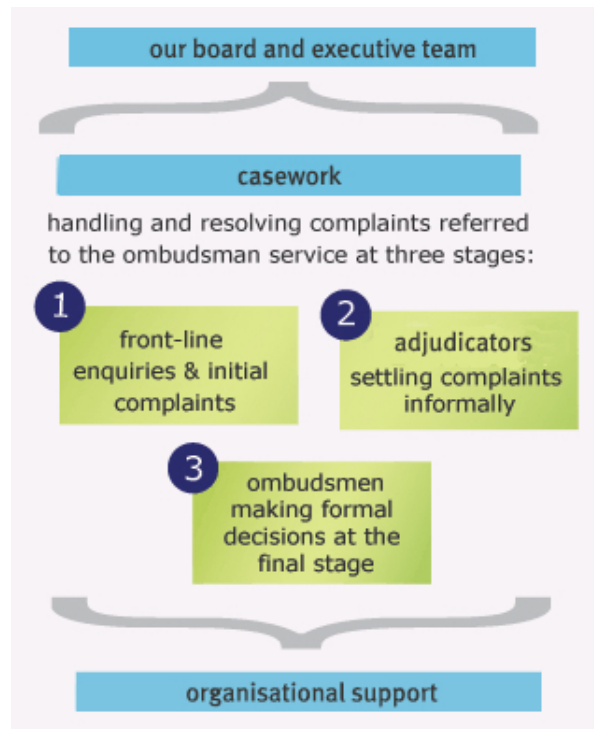 our board and executive team
casework
handling and resolving complaints referred
to the ombudsman service at three stages:
1
front-line
enquiries & initial
complaints
2
adjudicators
settling complaints
informally
3
ombudsmen
making formal
decisions at the
final stage
organisational support